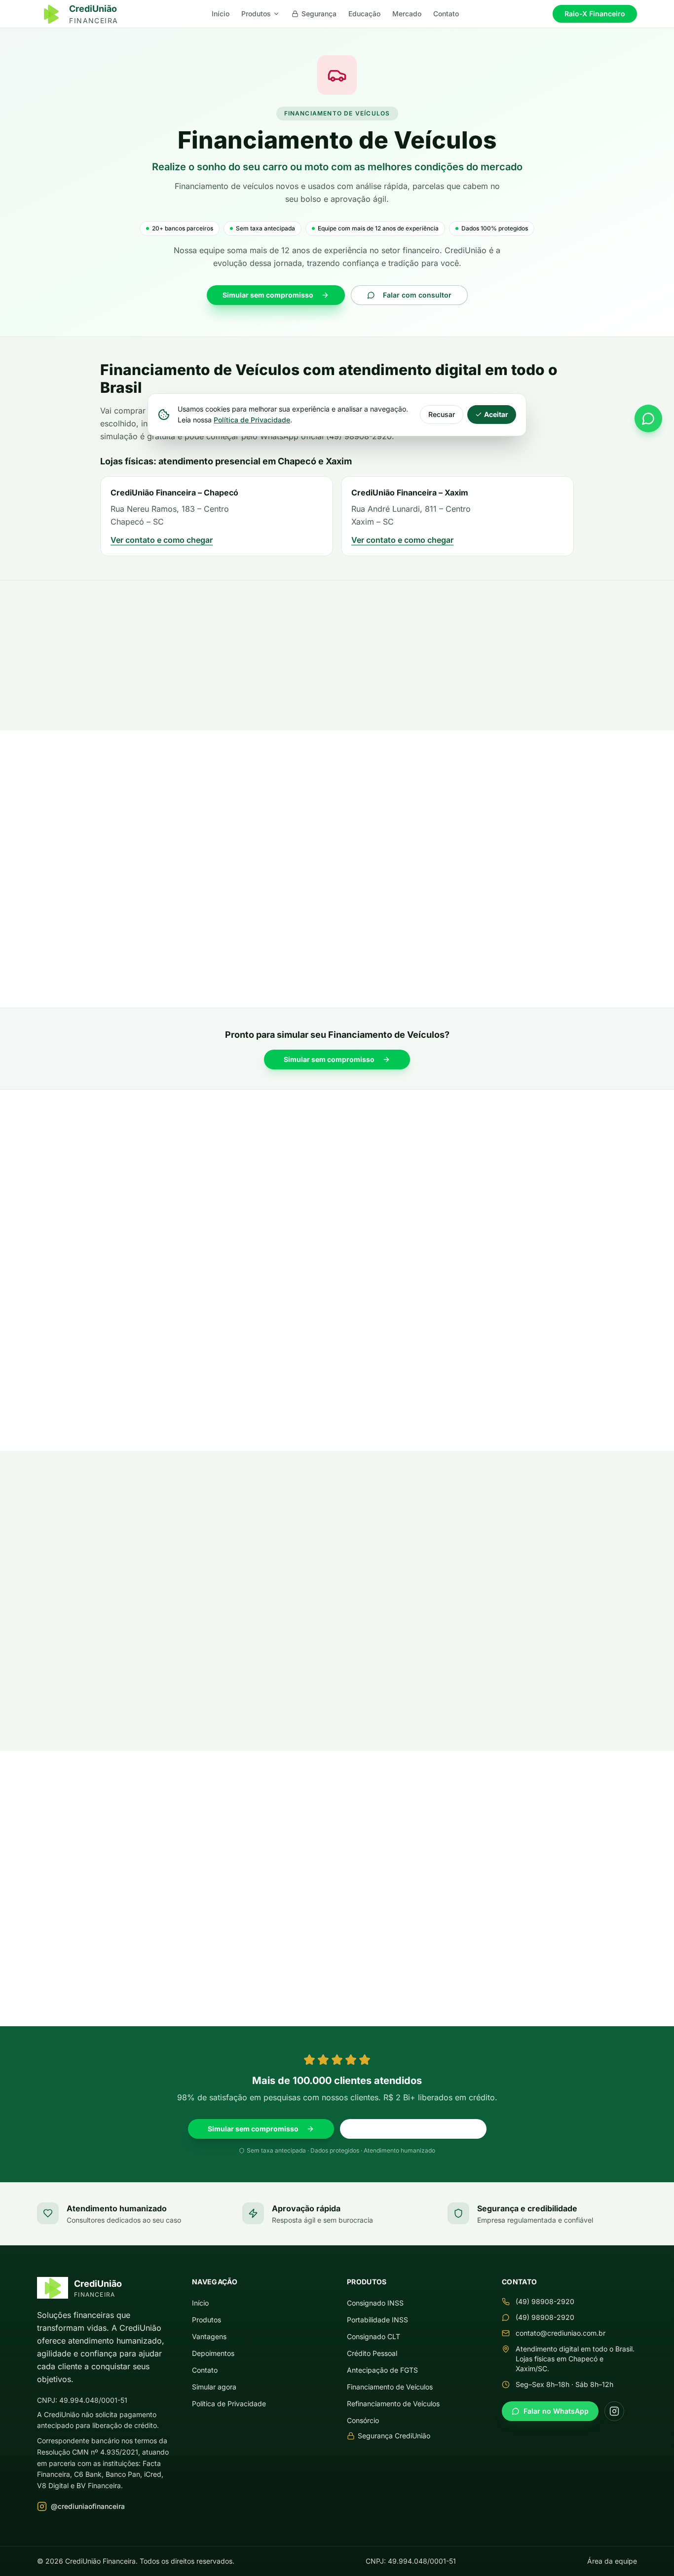 CrediUnião
FINANCEIRA
Início
Produtos
Segurança
Educação
Mercado
Contato
Raio-X Financeiro
FINANCIAMENTO DE VEÍCULOS
Financiamento de Veículos
Realize o sonho do seu carro ou moto com as melhores condições do mercado
Financiamento de veículos novos e usados com análise rápida, parcelas que cabem no
seu bolso e aprovação ágil.
20+ bancos parceiros
Sem taxa antecipada
Equipe com mais de 12 anos de experiência
Dados 100% protegidos
Nossa equipe soma mais de 12 anos de experiência no setor financeiro. CrediUnião é a
evolução dessa jornada, trazendo confiança e tradição para você.
Simular sem compromisso
Falar com consultor
Financiamento de Veículos com atendimento digital em todo o
Brasil
Vai comprar
escolhido, in
simulação é gratuita e pode começar pelo WhatsApp oficial (49) 98908-2920.
Usamos cookies para melhorar sua experiência e analisar a navegação.
Leia nossa Política de Privacidade.
Recusar
Aceitar
Lojas físicas: atendimento presencial em Chapecó e Xaxim
CrediUnião Financeira – Chapecó
Rua Nereu Ramos, 183 – Centro
Chapecó – SC
Ver contato e como chegar
CrediUnião Financeira – Xaxim
Rua André Lunardi, 811 – Centro
Xaxim – SC
Ver contato e como chegar
Pronto para simular seu Financiamento de Veículos?
Simular sem compromisso
Mais de 100.000 clientes atendidos
98% de satisfação em pesquisas com nossos clientes. R$ 2 Bi+ liberados em crédito.
Simular sem compromisso
Sem taxa antecipada · Dados protegidos · Atendimento humanizado
Atendimento humanizado
Consultores dedicados ao seu caso
Aprovação rápida
Resposta ágil e sem burocracia
Segurança e credibilidade
Empresa regulamentada e confiável
CrediUnião
FINANCEIRA
Soluções financeiras que
transformam vidas. A CrediUnião
oferece atendimento humanizado,
agilidade e confiança para ajudar
cada cliente a conquistar seus
objetivos.
CNPJ: 49.994.048/0001-51
A CrediUnião não solicita pagamento
antecipado para liberação de crédito.
Correspondente bancário nos termos da
Resolução CMN nº 4.935/2021, atuando
em parceria com as instituições: Facta
Financeira, C6 Bank, Banco Pan, iCred,
V8 Digital e BV Financeira.
@crediuniaofinanceira
NAVEGAÇÃO
Início
Produtos
Vantagens
Depoimentos
Contato
Simular agora
Política de Privacidade
PRODUTOS
Consignado INSS
Portabilidade INSS
Consignado CLT
Crédito Pessoal
Antecipação de FGTS
Financiamento de Veículos
Refinanciamento de Veículos
Consórcio
Segurança CrediUnião
CONTATO
(49) 98908-2920
(49) 98908-2920
contato@crediuniao.com.br
Atendimento digital em todo o Brasil.
Lojas físicas em Chapecó e
Xaxim/SC.
Seg–Sex 8h–18h · Sáb 8h–12h
Falar no WhatsApp
© 2026 CrediUnião Financeira. Todos os direitos reservados.
CNPJ: 49.994.048/0001-51
Área da equipe